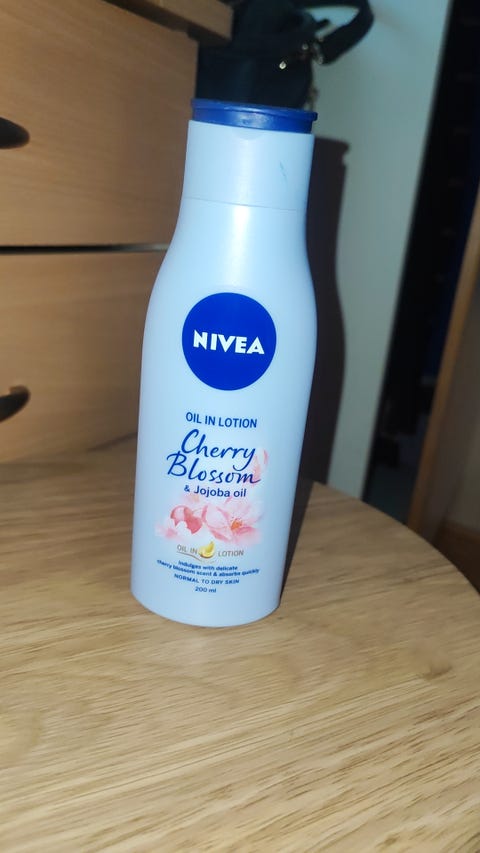 NIVEA
OIL IN LOTION
Cherry
Blossom
& Jojoba oil
OIL IN LOTION
indulges with delicate
cherry blossom scent & absorbs quickly
NORMAL TO DRY SKIN
200 ml